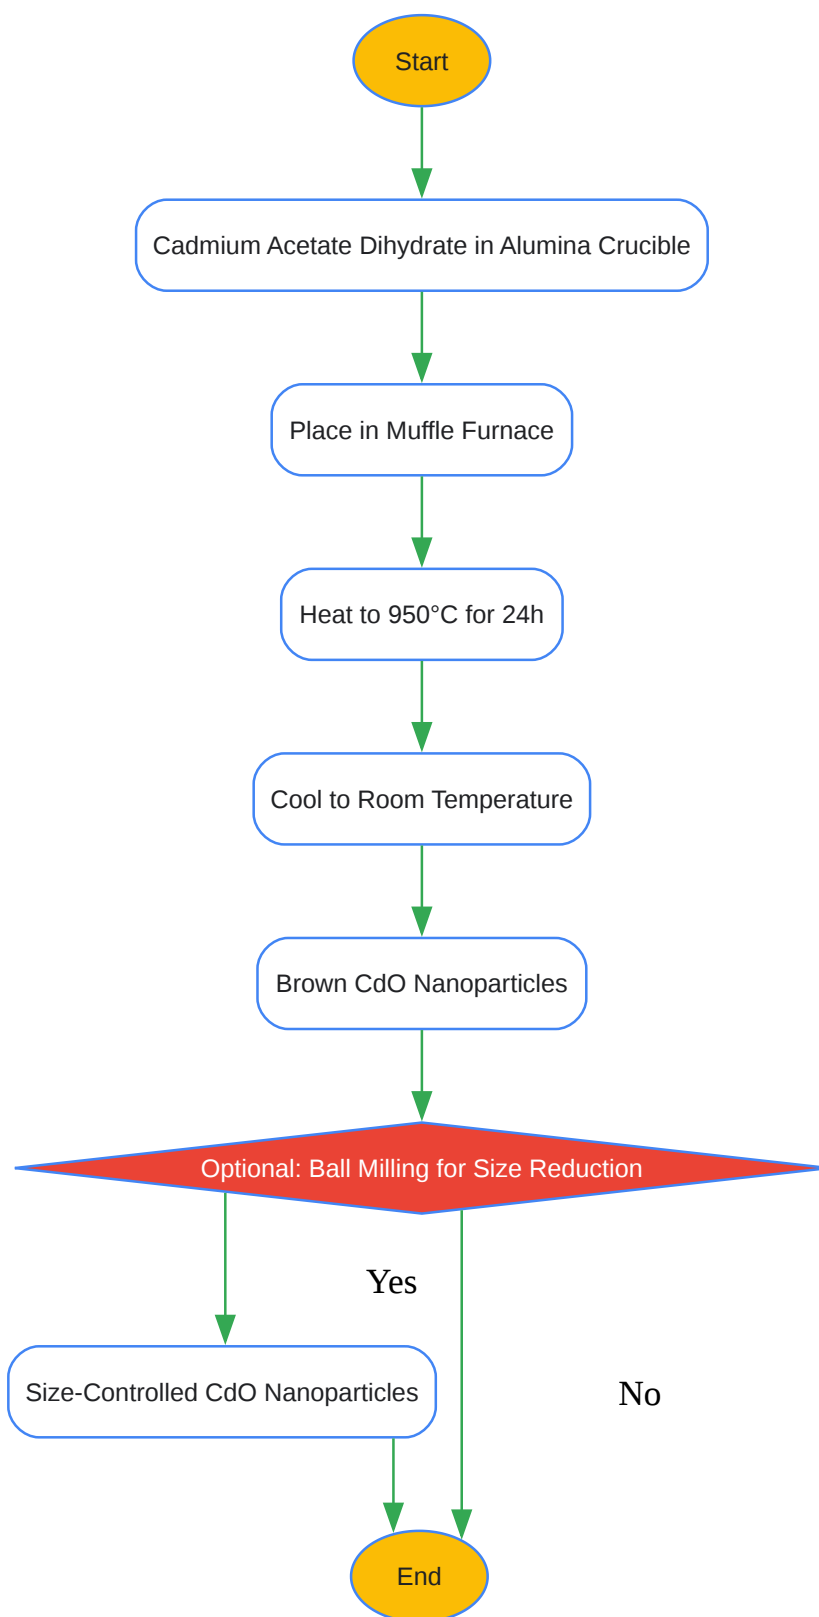 Start
Cadmium Acetate Dihydrate in Alumina Crucible
Place in Muffle Furnace
Heat to 950°C for 24h
Cool to Room Temperature
Brown CdO Nanoparticles
Optional: Ball Milling for Size Reduction
Yes
Size-Controlled CdO Nanoparticles
No
End